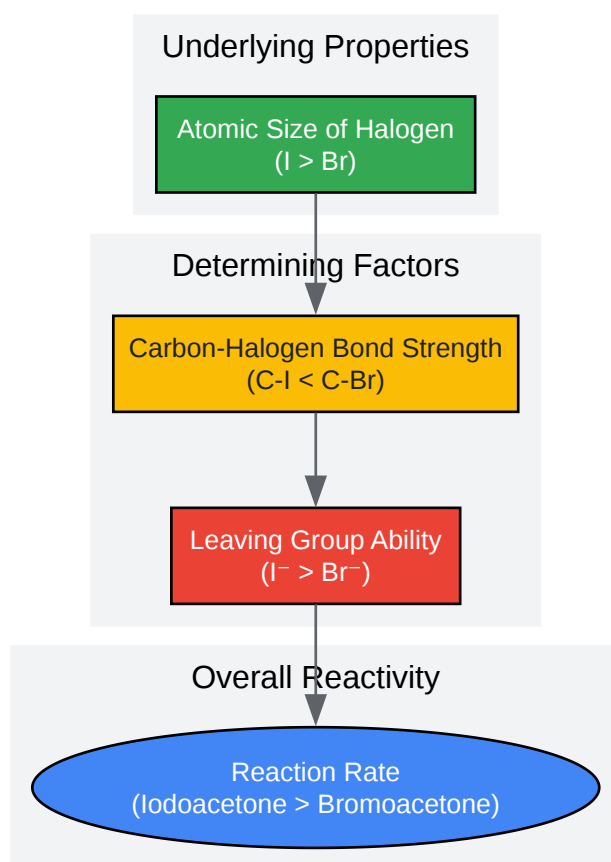 Underlying Properties
Atomic Size of Halogen
(I > Br)
Determining Factors
Carbon-Halogen Bond Strength
(C-I < C-Br)
Leaving Group Ability
(I⁻ > Br⁻)
Overall Reactivity
Reaction Rate
(Iodoacetone > Bromoacetone)